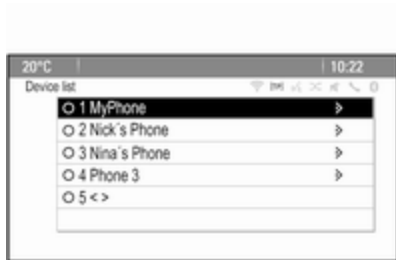 20°C 10:22
Device list
1 MyPhone
2 Nick´s Phone
3 Nina´s Phone
4 Phone 3
5 < >